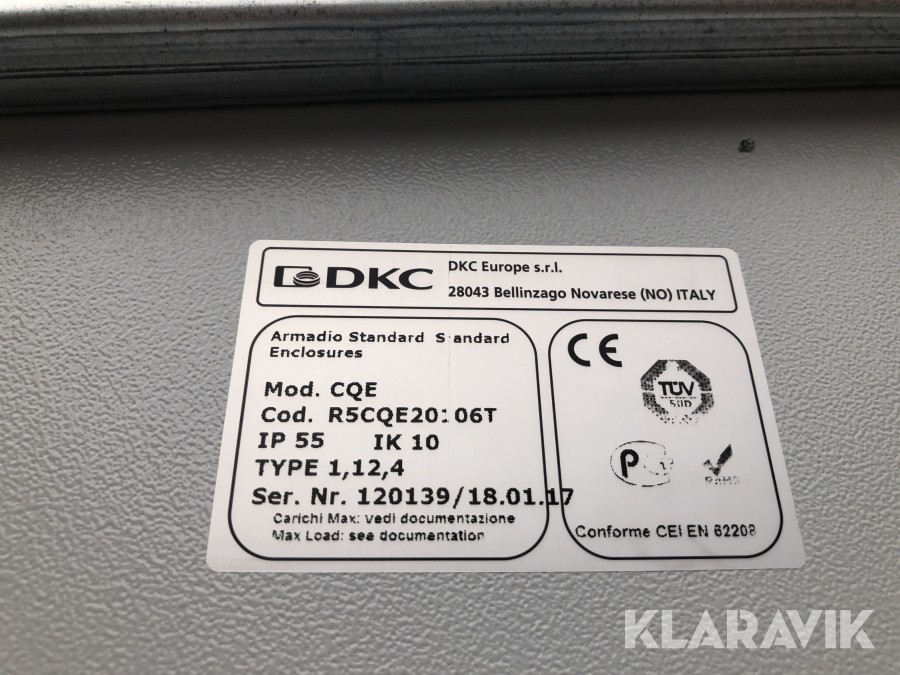 DKC
DKC Europe s.r.l.
28043 Bellinzago Novarese (NO) ITALY
Armadio Standard Standard
Enclosures
Mod. CQE
Cod.
IP 55 IK 10
TYPE 1,12,4
Ser. Nr. 120139/18.01.17
Carichi Max: vedi documentazione
Max Load: see documentation
CE
TÜV
SÜD
Conforme CEI EN 62208
KLARAVIK